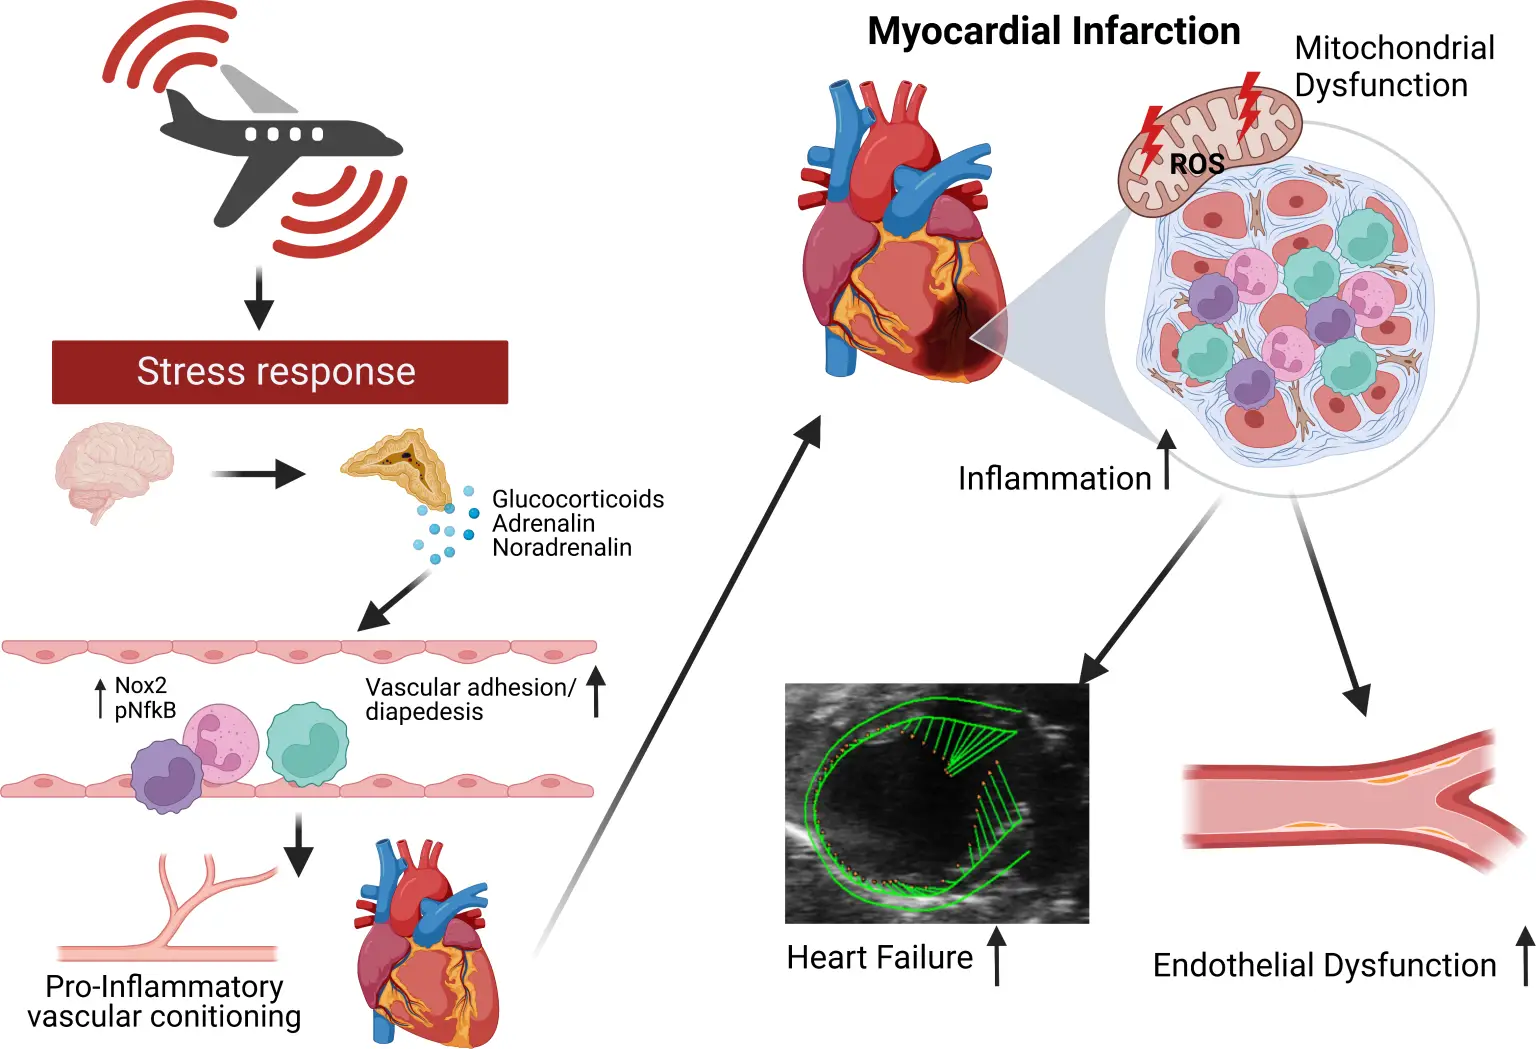 Stress response
Glucocorticoids
Adrenalin
Noradrenalin
Nox2
pNfkB
Vascular adhesion/
diapedesis
Pro-Inflammatory
vascular conitioning
Myocardial Infarction
Mitochondrial
Dysfunction
ROS
Inflammation
Heart Failure
Endothelial Dysfunction